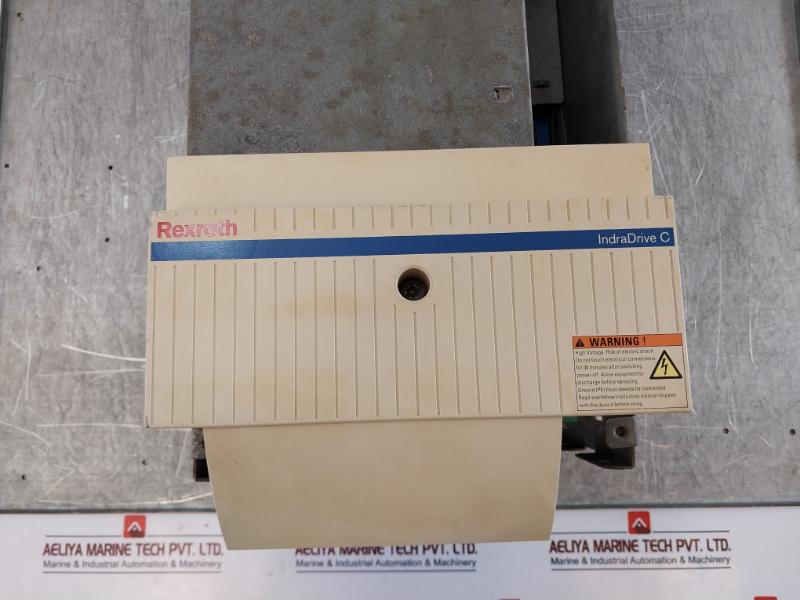 Rexroth
IndraDrive C
WARNING !
High Voltage. Risk of electric shock.
Do not touch electrical connections
for 30 minutes after switching
power off. Allow equipment to
discharge before servicing.
Ground (PE) must always be connected
Read and follow instruction manual shipped
with the device before using.
AELIYA MARINE TECH PVT. LTD.
Marine & Industrial Automation & Machinery
AELIYA MARINE TECH PVT. LTD.
Marine & Industrial Automation & Machinery
AELIYA MARINE TECH PVT. LTD.
Marine & Industrial Automation & Machinery